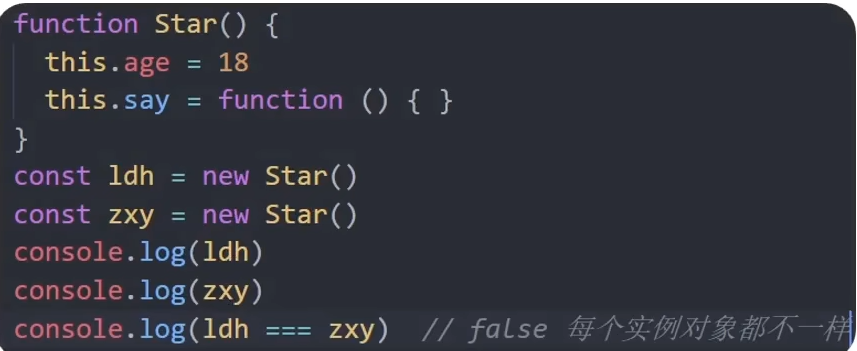 function Star() {
  this.age = 18
  this.say = function () { }
}
const ldh = new Star()
const zxy = new Star()
console.log(ldh)
console.log(zxy)
console.log(ldh === zxy)  // false 每个实例对象都不一样